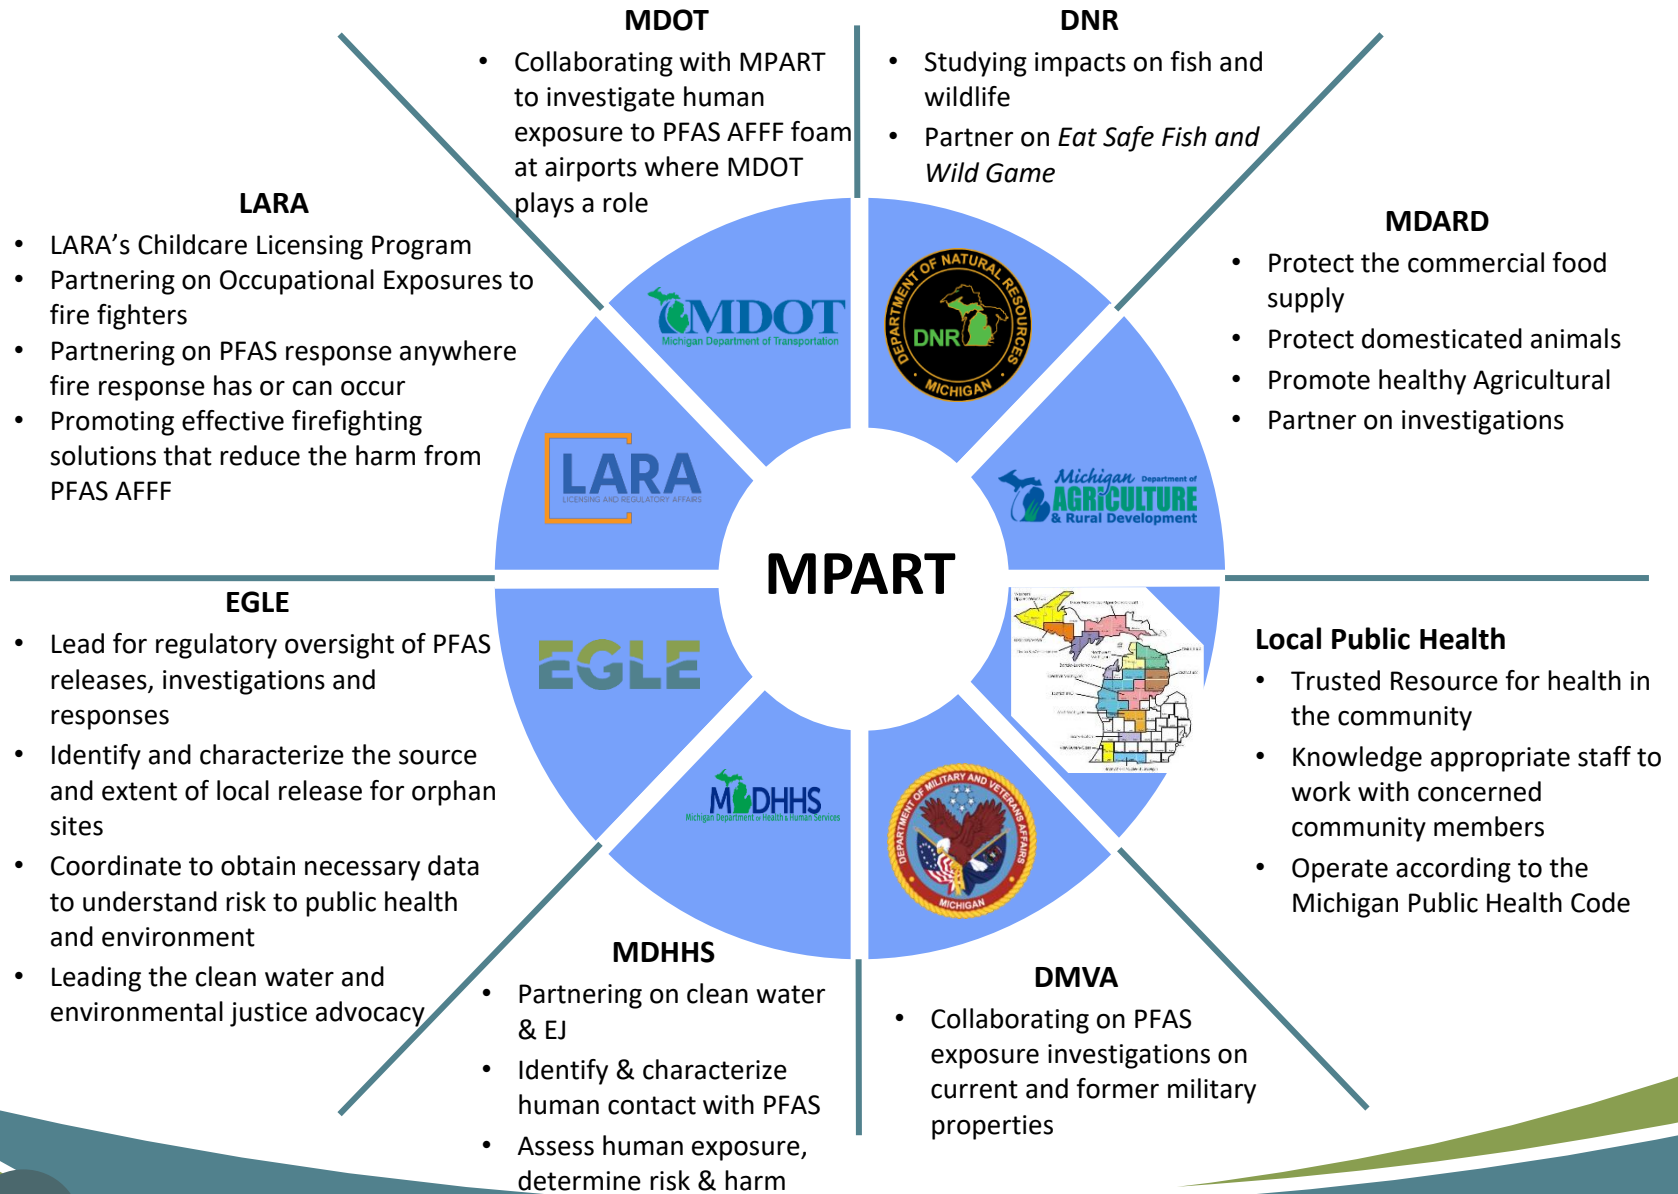 MDOT
• Collaborating with MPART
to investigate human
exposure to PFAS AFFF foam
at airports where MDOT
plays a role
DNR
• Studying impacts on fish and
wildlife
• Partner on Eat Safe Fish and
Wild Game
LARA
• LARA's Childcare Licensing Program
• Partnering on Occupational Exposures to
fire fighters
• Partnering on PFAS response anywhere
fire response has or can occur
• Promoting effective firefighting
solutions that reduce the harm from
PFAS AFFF
MDARD
• Protect the commercial food
supply
• Protect domesticated animals
• Promote healthy Agricultural
• Partner on investigations
MDOT
Michigan Department of Transportation
DEPARTMENT OF NATURAL RESOURCES
DNR
MICHIGAN
LARA
LICENSING AND REGULATORY AFFAIRS
Michigan Department of
AGRICULTURE
& Rural Development
MPART
EGLE
• Lead for regulatory oversight of PFAS
releases, investigations and
responses
• Identify and characterize the source
and extent of local release for orphan
sites
• Coordinate to obtain necessary data
to understand risk to public health
and environment
• Leading the clean water and
environmental justice advocacy
EGLE
Local Public Health
• Trusted Resource for health in
the community
• Knowledge appropriate staff to
work with concerned
community members
• Operate according to the
Michigan Public Health Code
MDHHS
Michigan Department of Health & Human Services
DEPARTMENT OF MILITARY AND VETERANS AFFAIRS
MICHIGAN
MDHHS
• Partnering on clean water
& EJ
• Identify & characterize
human contact with PFAS
• Assess human exposure,
determine risk & harm
DMVA
• Collaborating on PFAS
exposure investigations on
current and former military
properties